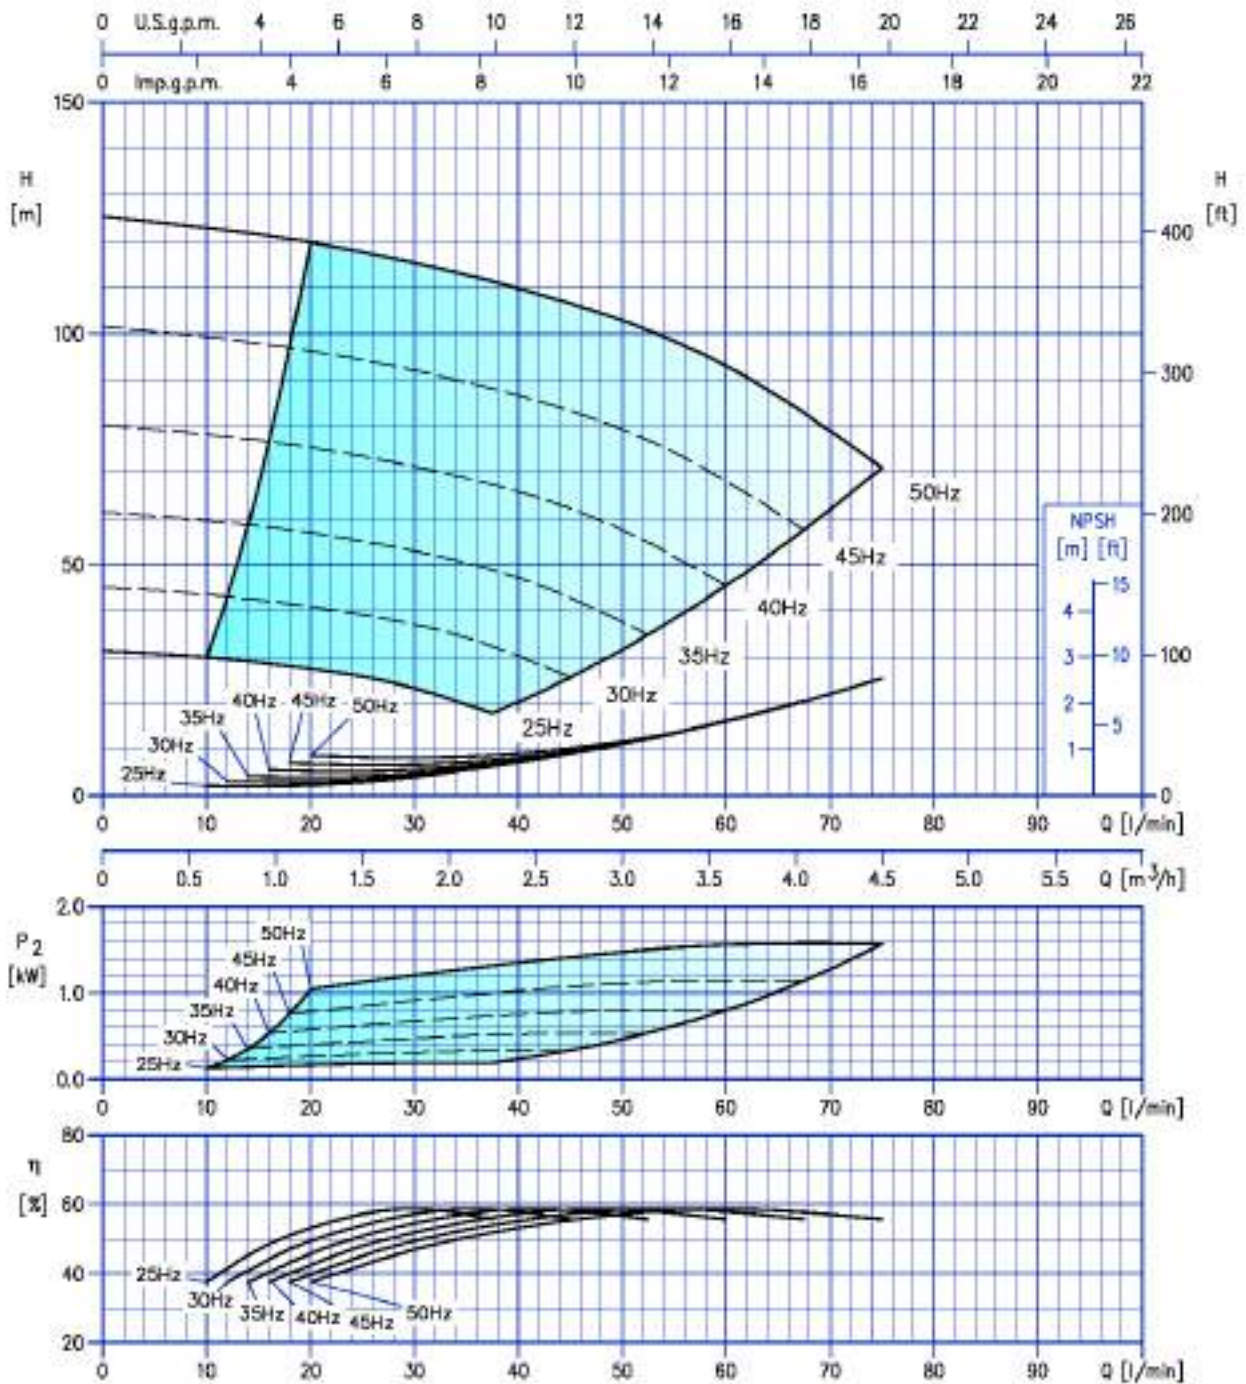 0 U.S.g.p.m. 4 6 8 10 12 14 16 18 20 22 24 26
0 Imp.g.p.m. 4 6 8 10 12 14 16 18 20 22
150
H
[m]
H
[ft]
400
100
300
50Hz
200
NPSH
[m] [ft]
45Hz
50
15
4
40Hz
35Hz
3
10
100
30Hz
2
40Hz
45Hz
50Hz
35Hz
25Hz
5
30Hz
1
25Hz
0
0
0 10 20 30 40 50 60 70 80 90 Q [l/min]
0 0.5 1.0 1.5 2.0 2.5 3.0 3.5 4.0 4.5 5.0 5.5 Q [m³/h]
2.0
P2
[kW]
50Hz
45Hz
1.0
40Hz
35Hz
30Hz
25Hz
0.0
0 10 20 30 40 50 60 70 80 90 Q [l/min]
80
η
[%]
60
40
25Hz
30Hz
35Hz
40Hz
45Hz
50Hz
20
0 10 20 30 40 50 60 70 80 90 Q [l/min]